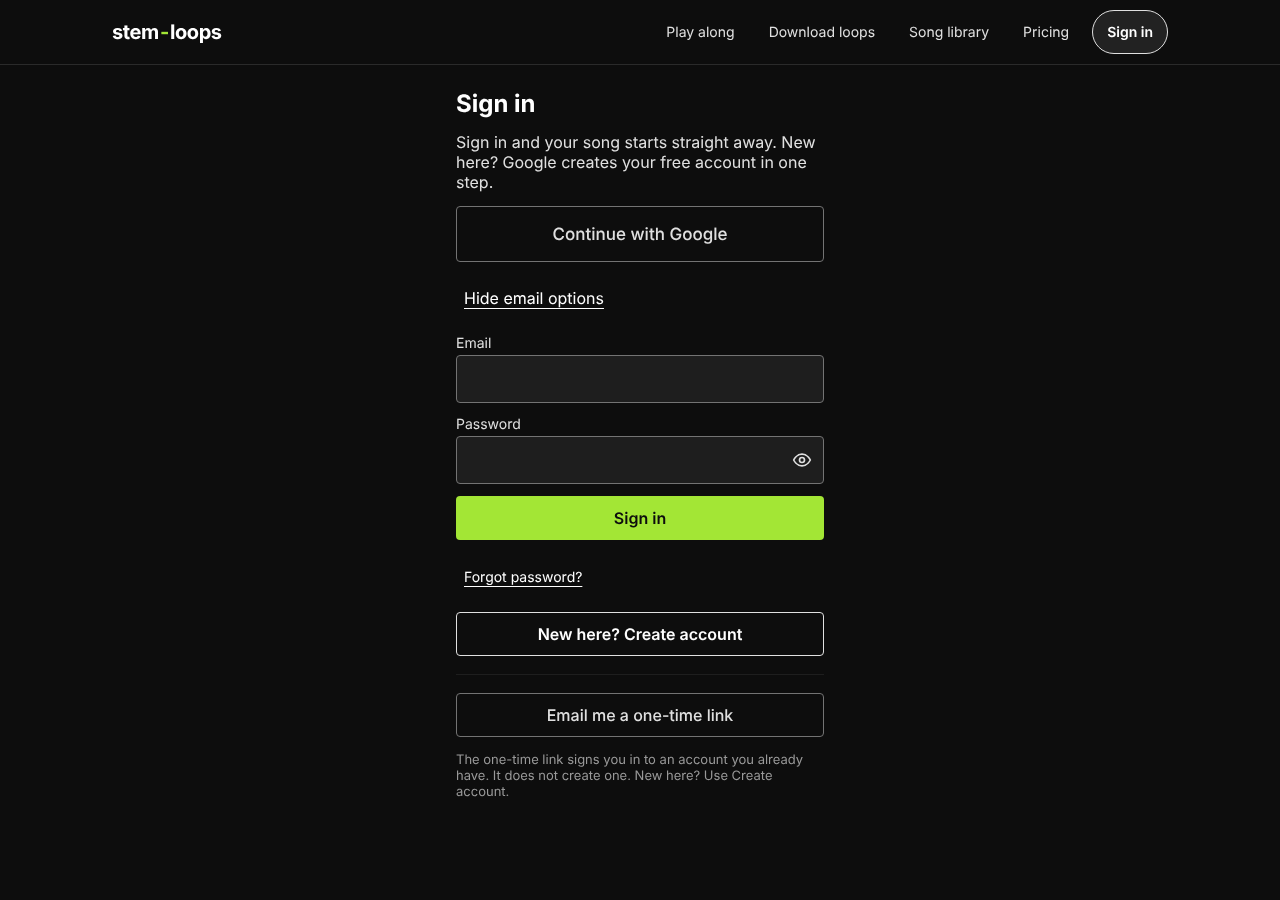 stem-loops
Play along
Download loops
Song library
Pricing
Sign in
Sign in
Sign in and your song starts straight away. New
here? Google creates your free account in one
step.
Continue with Google
Hide email options
Email
Password
Sign in
Forgot password?
New here? Create account
Email me a one-time link
The one-time link signs you in to an account you already
have. It does not create one. New here? Use Create
account.